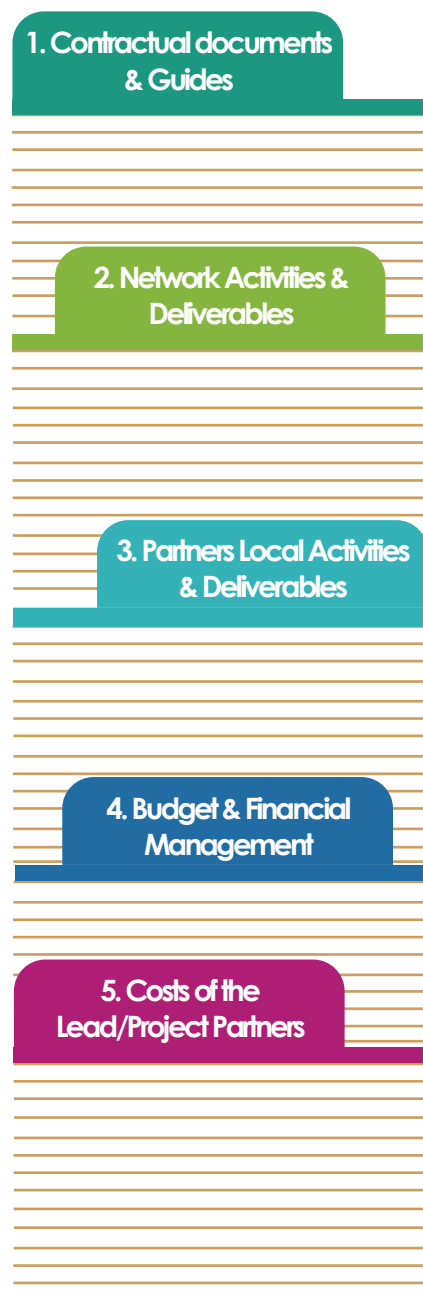 1. Contractual documents
& Guides
2. Network Activities &
Deliverables
3. Partners Local Activities
& Deliverables
4. Budget & Financial
Management
5. Costs of the
Lead/Project Partners